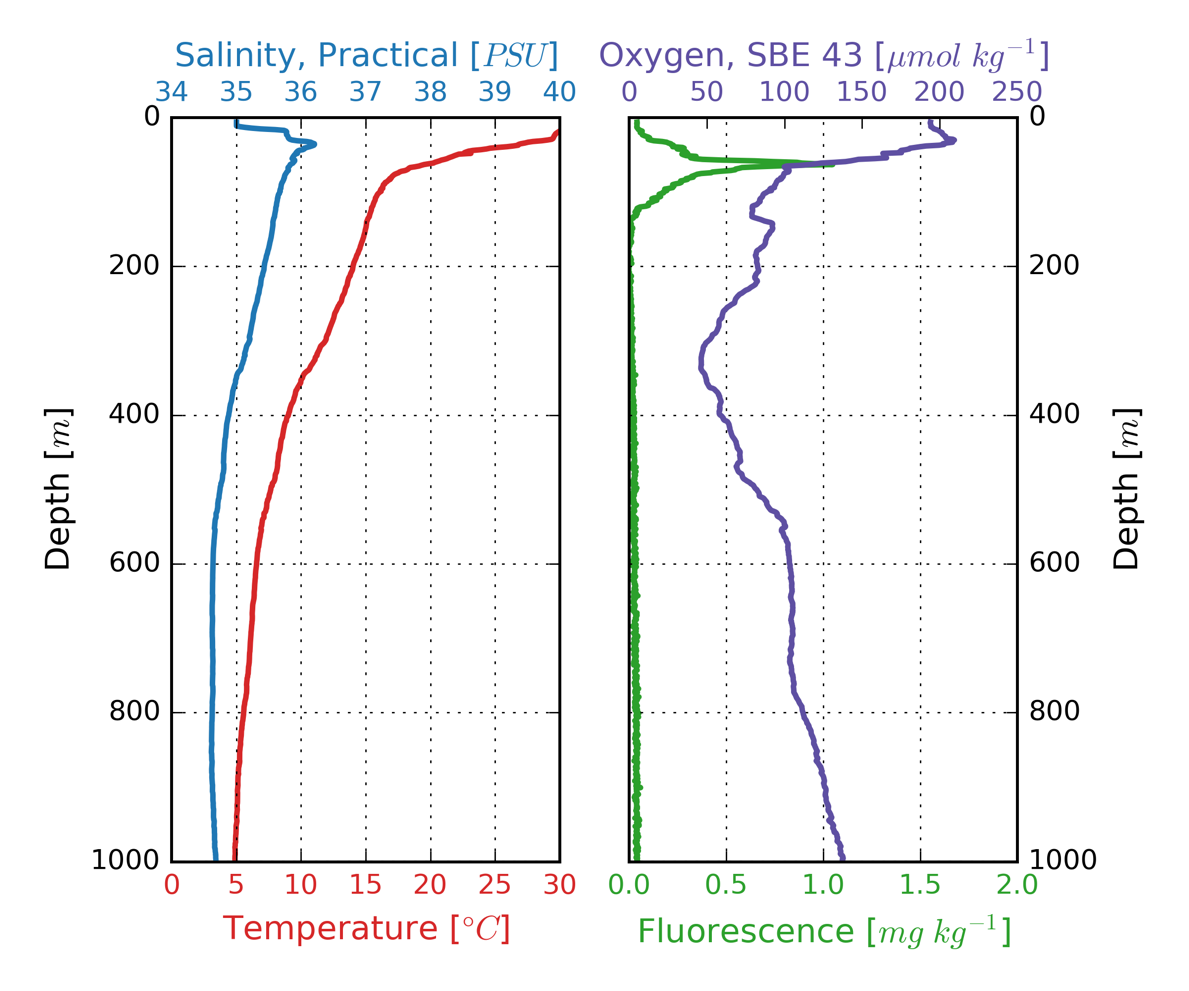 Salinity, Practical [PSU]
34 35 36 37 38 39 40
Oxygen, SBE 43 [μmol kg⁻¹]
0 50 100 150 200 250
0
200
400
600
800
1000
Depth [m]
0 5 10 15 20 25 30
Temperature [°C]
0
200
400
600
800
1000
Depth [m]
0.0 0.5 1.0 1.5 2.0
Fluorescence [mg kg⁻¹]